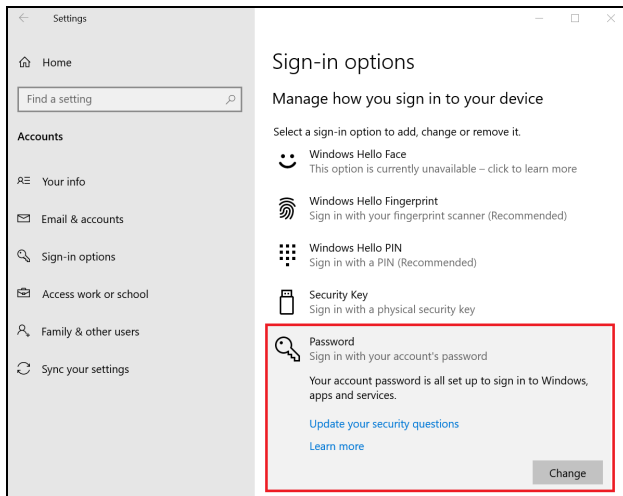 Settings
Home
Find a setting
Accounts
Your info
Email & accounts
Sign-in options
Access work or school
Family & other users
Sync your settings
Sign-in options
Manage how you sign in to your device
Select a sign-in option to add, change or remove it.
Windows Hello Face
This option is currently unavailable – click to learn more
Windows Hello Fingerprint
Sign in with your fingerprint scanner (Recommended)
Windows Hello PIN
Sign in with a PIN (Recommended)
Security Key
Sign in with a physical security key
Password
Sign in with your account's password
Your account password is all set up to sign in to Windows,
apps and services.
Update your security questions
Learn more
Change